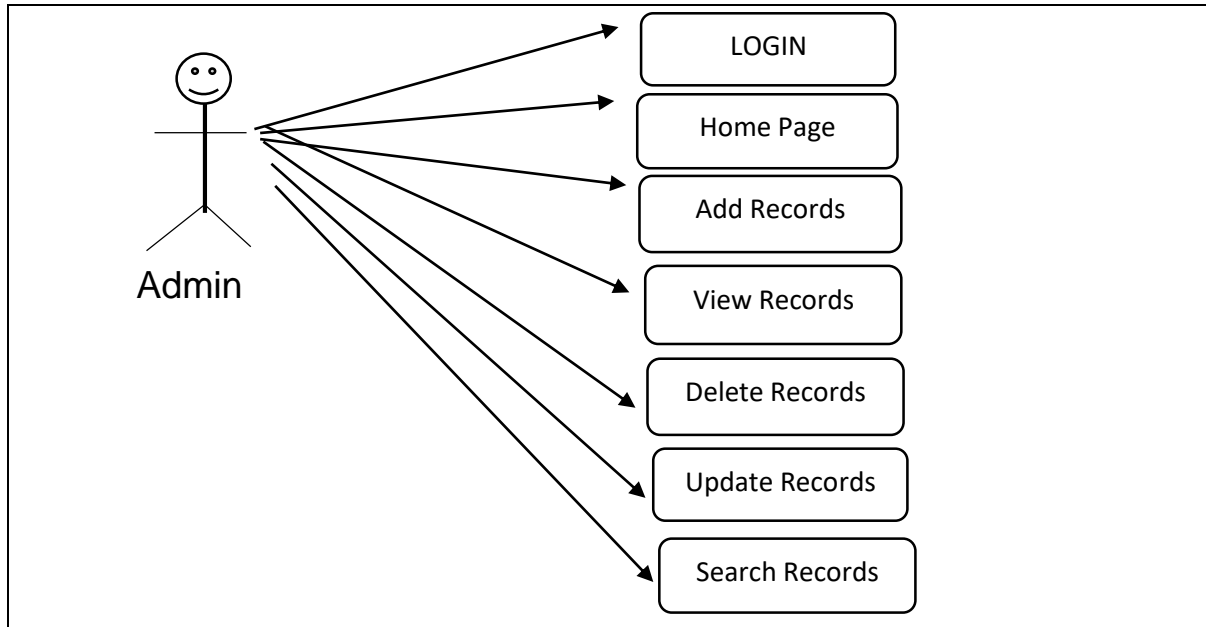 LOGIN
Home Page
Add Records
View Records
Admin
Delete Records
Update Records
Search Records